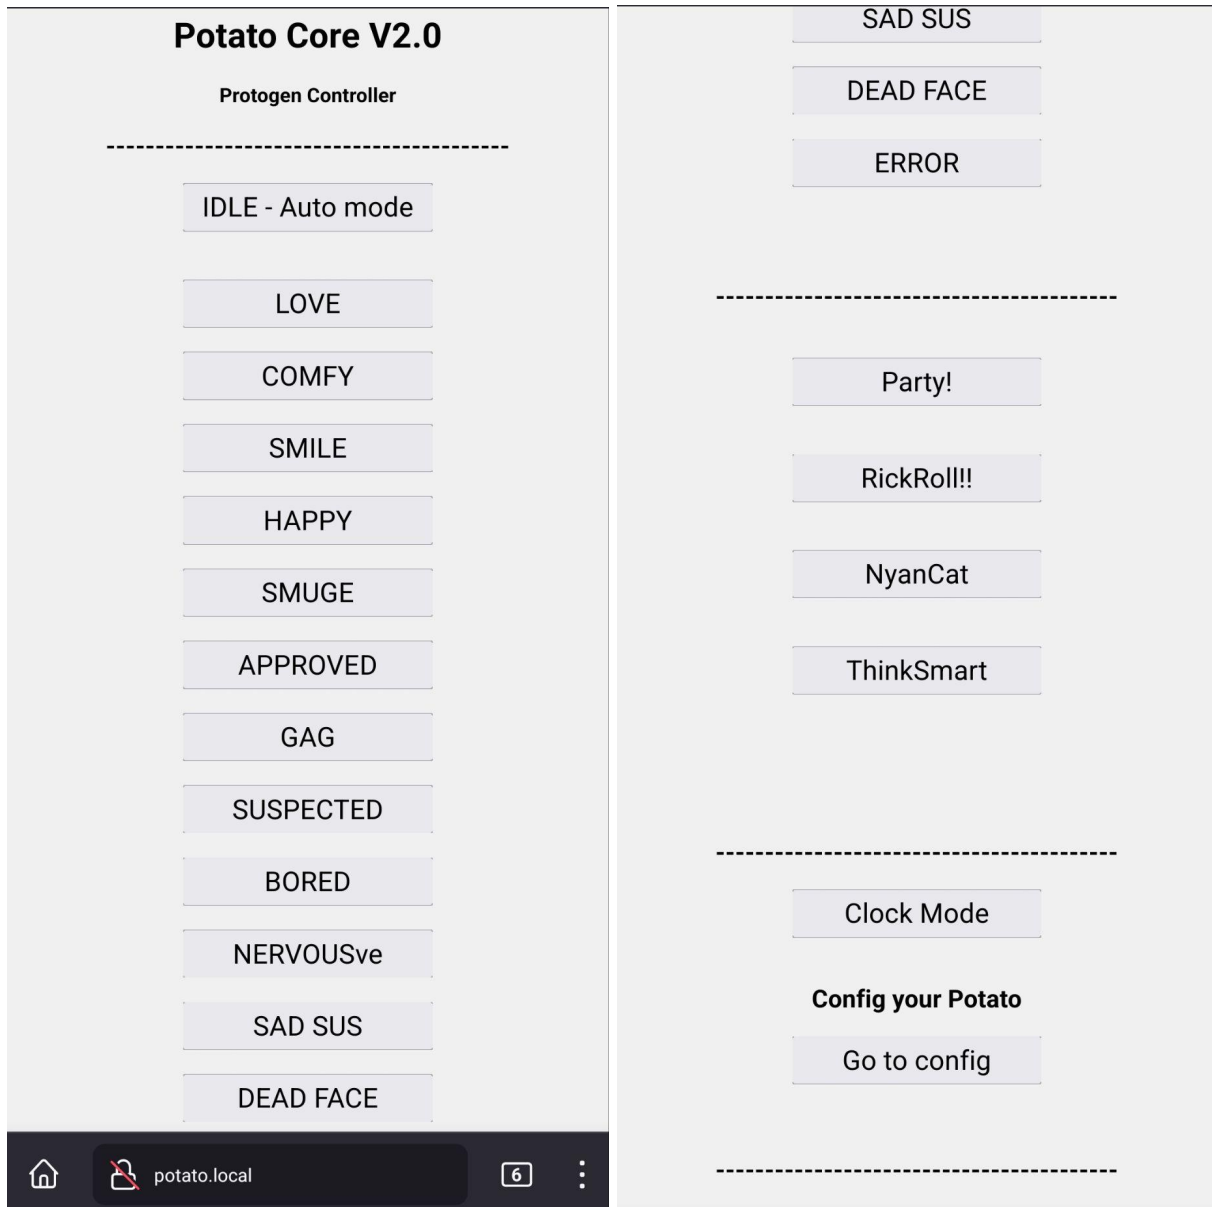 Potato Core V2.0
Protogen Controller
-----------------------------------------
IDLE - Auto mode
LOVE
COMFY
SMILE
HAPPY
SMUGE
APPROVED
GAG
SUSPECTED
BORED
NERVOUSve
SAD SUS
DEAD FACE
potato.local
6
SAD SUS
DEAD FACE
ERROR
-----------------------------------------
Party!
RickRoll!!
NyanCat
ThinkSmart
-----------------------------------------
Clock Mode
Config your Potato
Go to config
-----------------------------------------